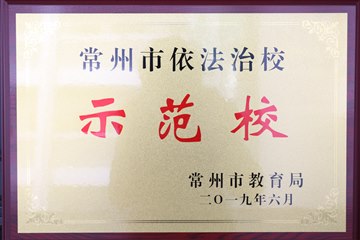 常州市依法治校
示范校
常州市教育局
二〇一九年六月